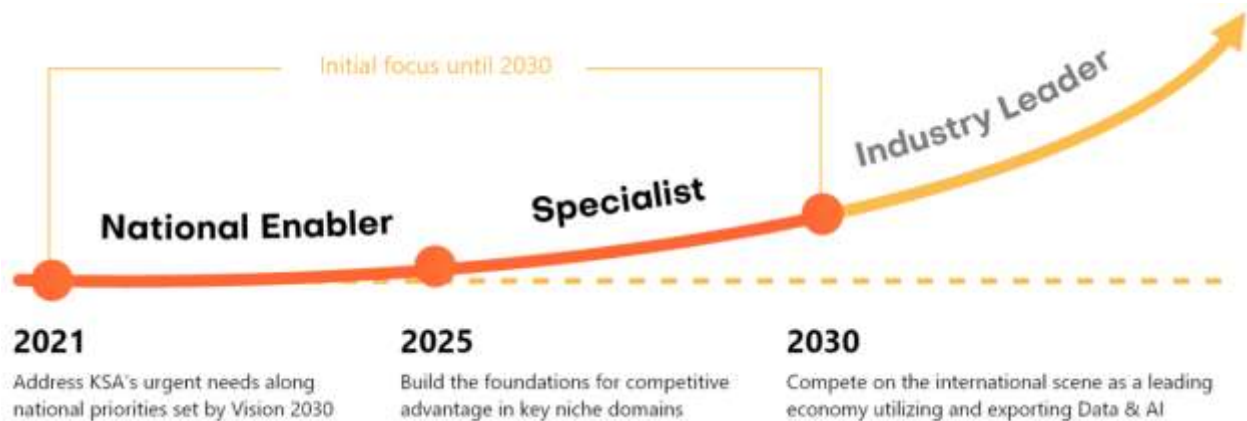 Initial focus until 2030
National Enabler
Specialist
Industry Leader
2021
Address KSA's urgent needs along
national priorities set by Vision 2030
2025
Build the foundations for competitive
advantage in key niche domains
2030
Compete on the international scene as a leading
economy utilizing and exporting Data & AI